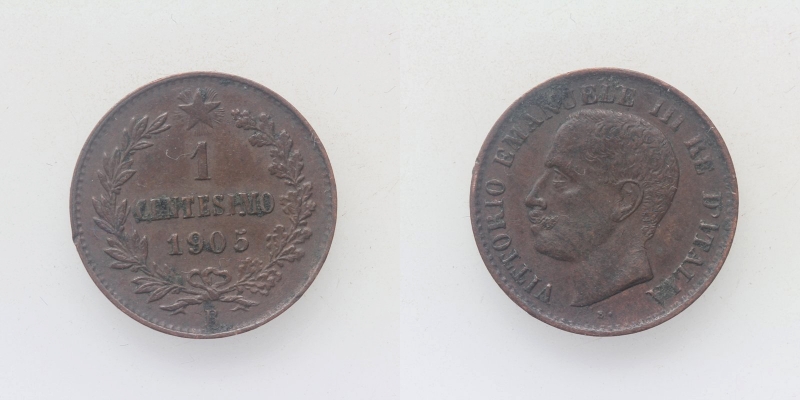 1
CENTESIMO
1905
R
VITTORIO EMANUELE III RE D'ITALIA